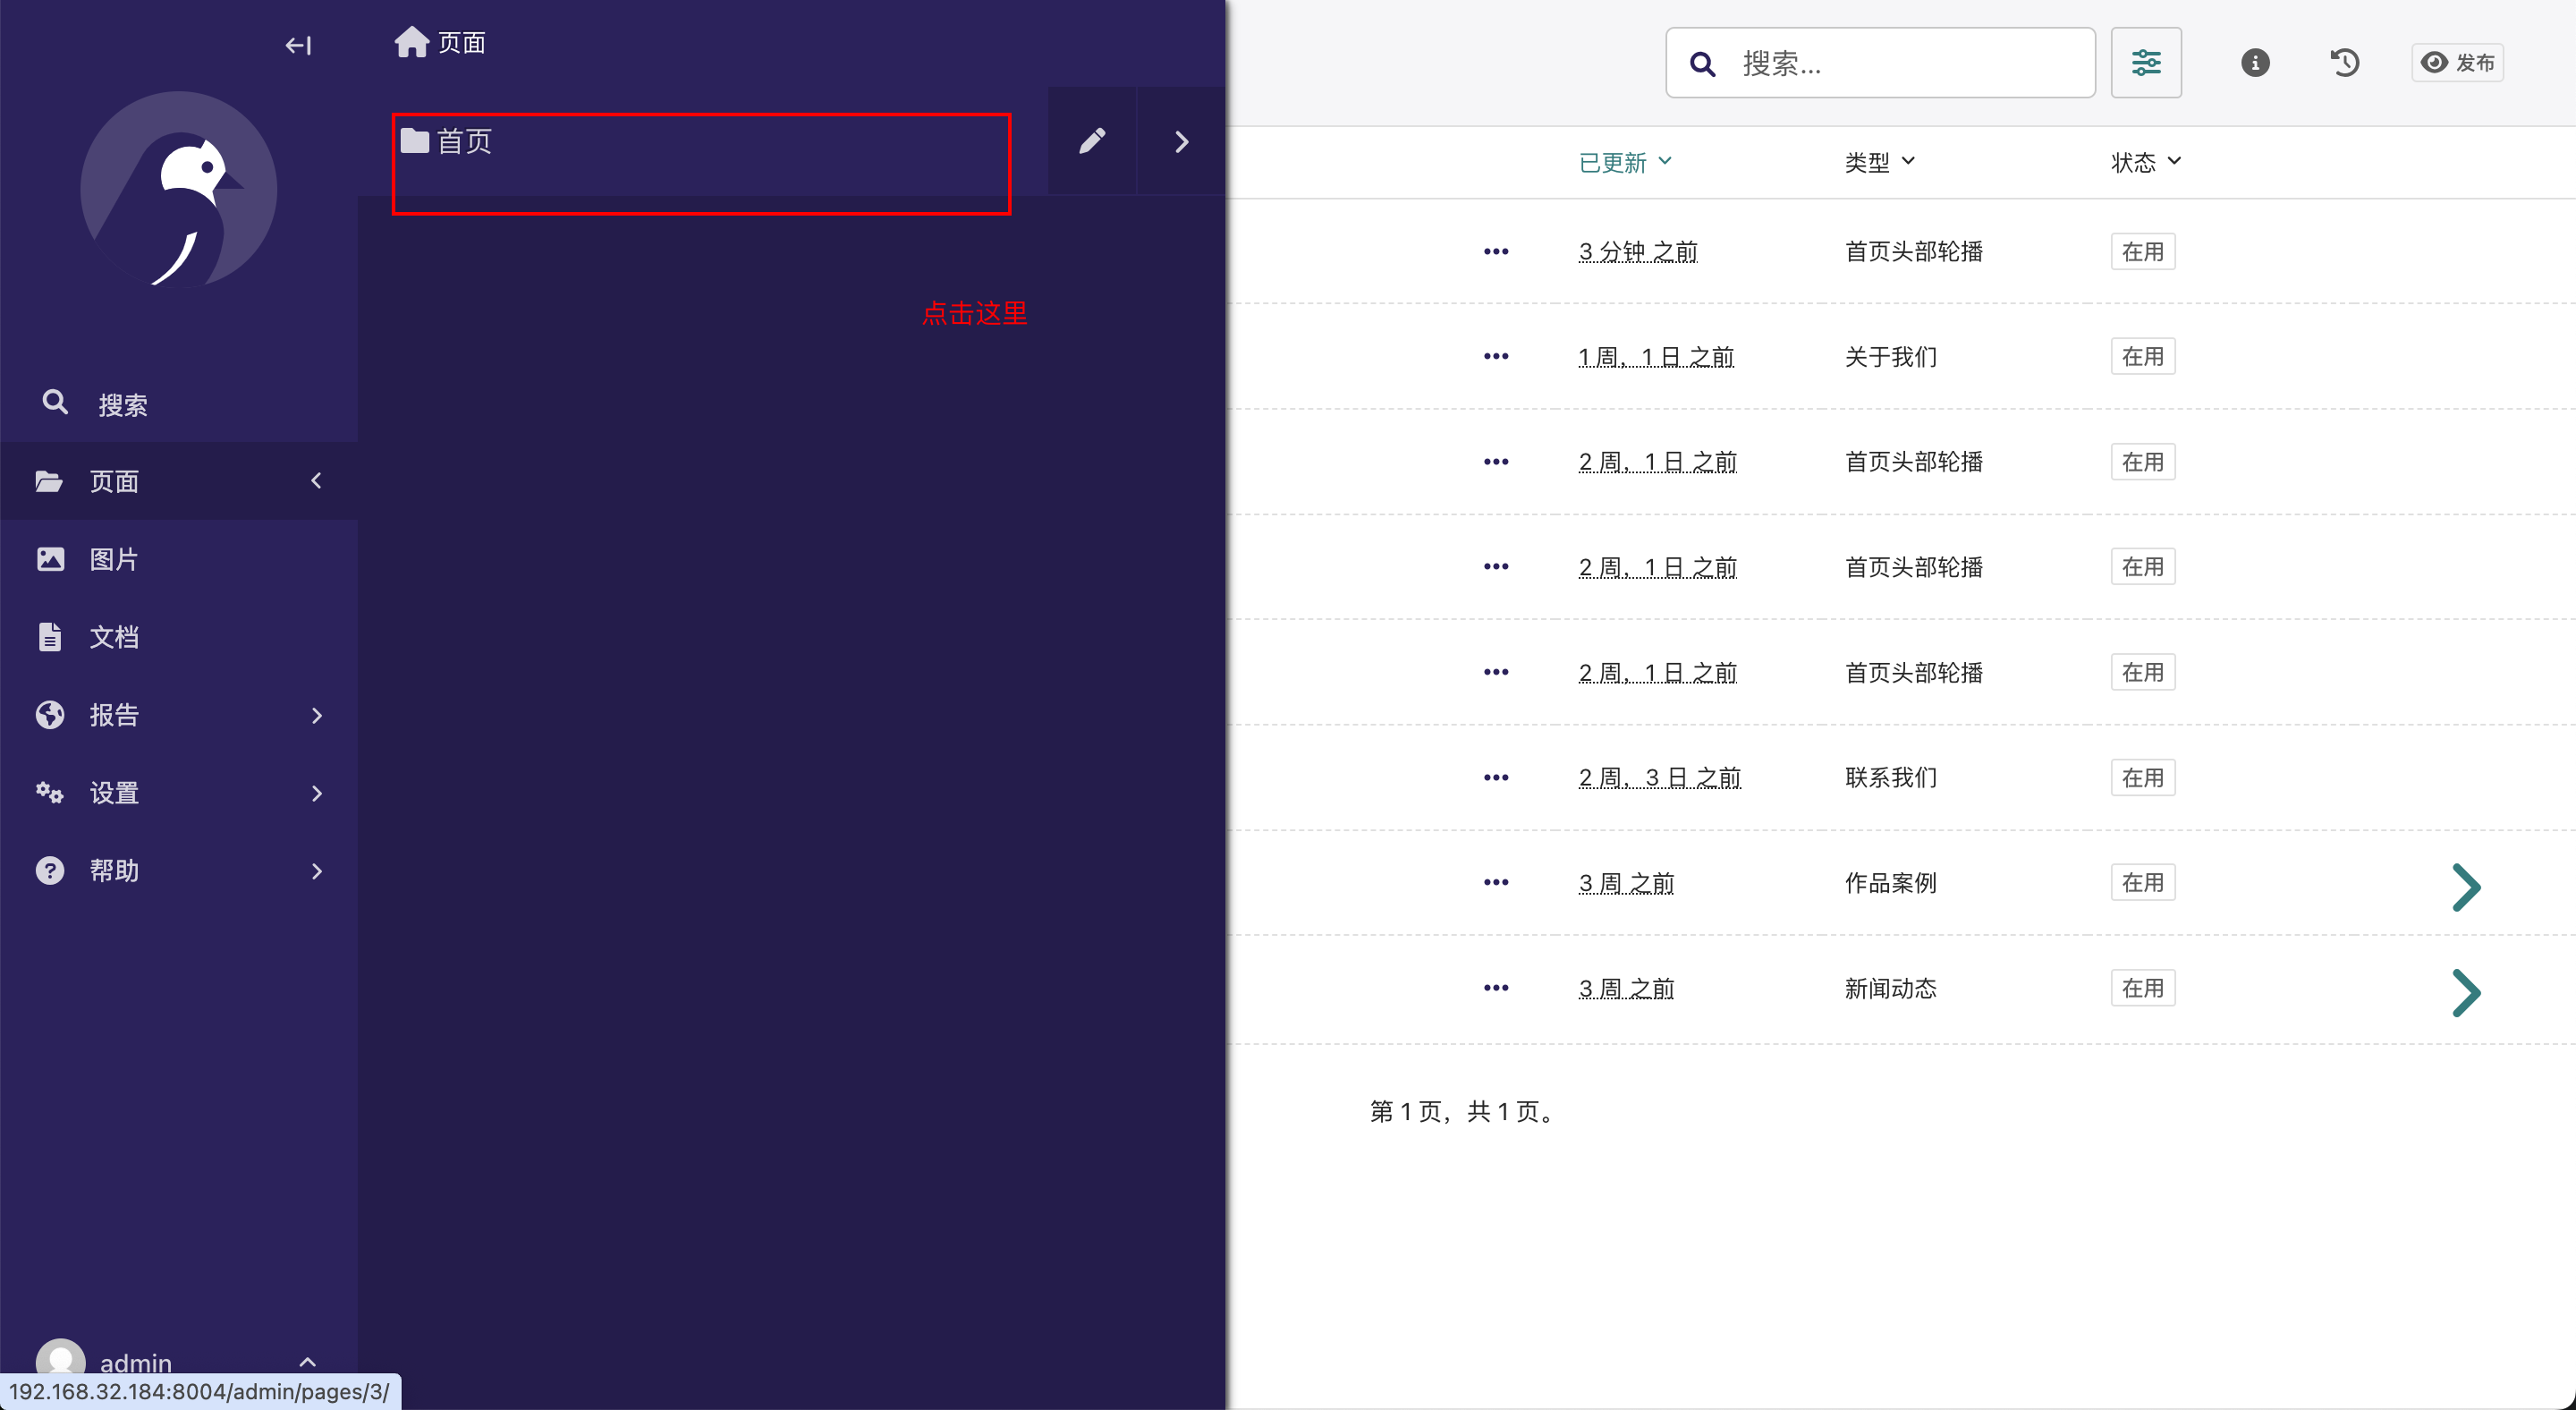 页面
首页
点击这里
搜索
页面
图片
文档
报告
设置
帮助
admin
192.168.32.184:8004/admin/pages/3/
搜索...
发布
已更新 类型 状态
3 分钟 之前 首页头部轮播 在用
1 周，1 日 之前 关于我们 在用
2 周，1 日 之前 首页头部轮播 在用
2 周，1 日 之前 首页头部轮播 在用
2 周，1 日 之前 首页头部轮播 在用
2 周，3 日 之前 联系我们 在用
3 周 之前 作品案例 在用
3 周 之前 新闻动态 在用
第 1 页，共 1 页。